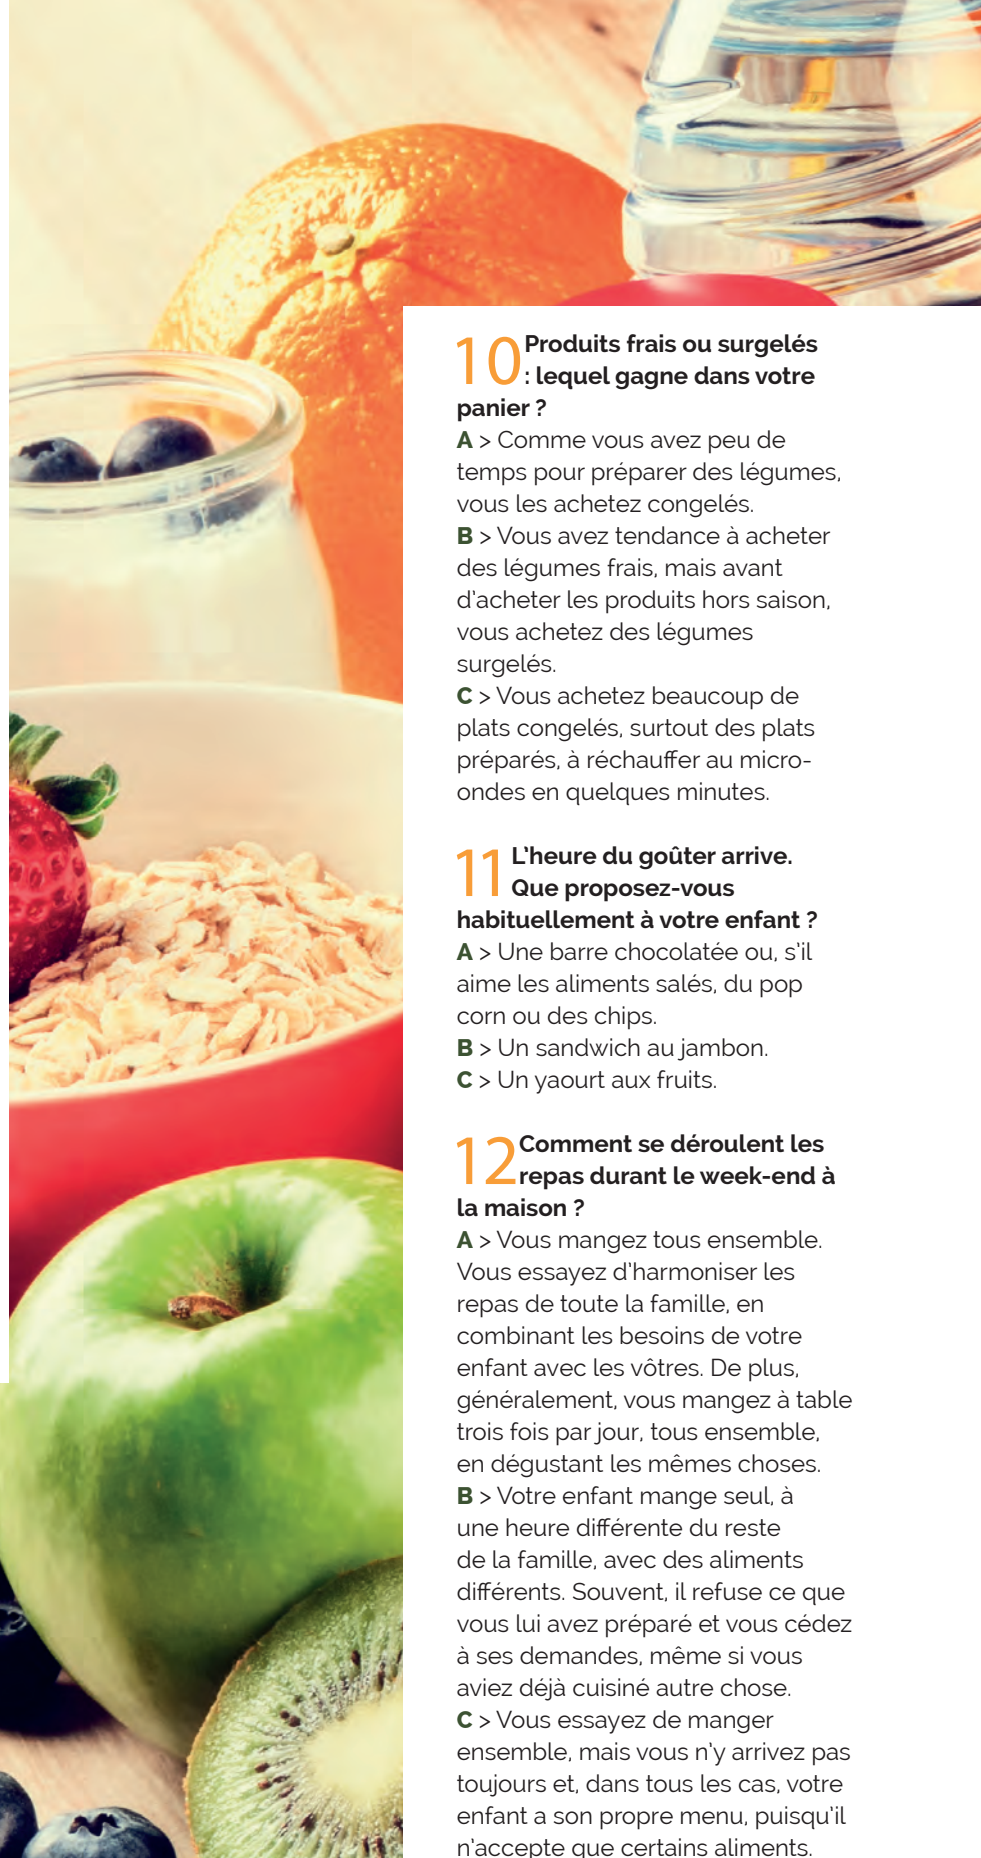 10 Produits frais ou surgelés
: lequel gagne dans votre
panier ?
A > Comme vous avez peu de
temps pour préparer des légumes,
vous les achetez congelés.
B > Vous avez tendance à acheter
des légumes frais, mais avant
d'acheter les produits hors saison,
vous achetez des légumes
surgelés.
C > Vous achetez beaucoup de
plats congelés, surtout des plats
préparés, à réchauffer au micro-
ondes en quelques minutes.
11 L'heure du goûter arrive.
Que proposez-vous
habituellement à votre enfant ?
A > Une barre chocolatée ou, s'il
aime les aliments salés, du pop
corn ou des chips.
B > Un sandwich au jambon.
C > Un yaourt aux fruits.
12 Comment se déroulent les
repas durant le week-end à
la maison ?
A > Vous mangez tous ensemble.
Vous essayez d'harmoniser les
repas de toute la famille, en
combinant les besoins de votre
enfant avec les vôtres. De plus,
généralement, vous mangez à table
trois fois par jour, tous ensemble,
en dégustant les mêmes choses.
B > Votre enfant mange seul, à
une heure différente du reste
de la famille, avec des aliments
différents. Souvent, il refuse ce que
vous lui avez préparé et vous cédez
à ses demandes, même si vous
aviez déjà cuisiné autre chose.
C > Vous essayez de manger
ensemble, mais vous n'y arrivez pas
toujours et, dans tous les cas, votre
enfant a son propre menu, puisqu'il
n'accepte que certains aliments.